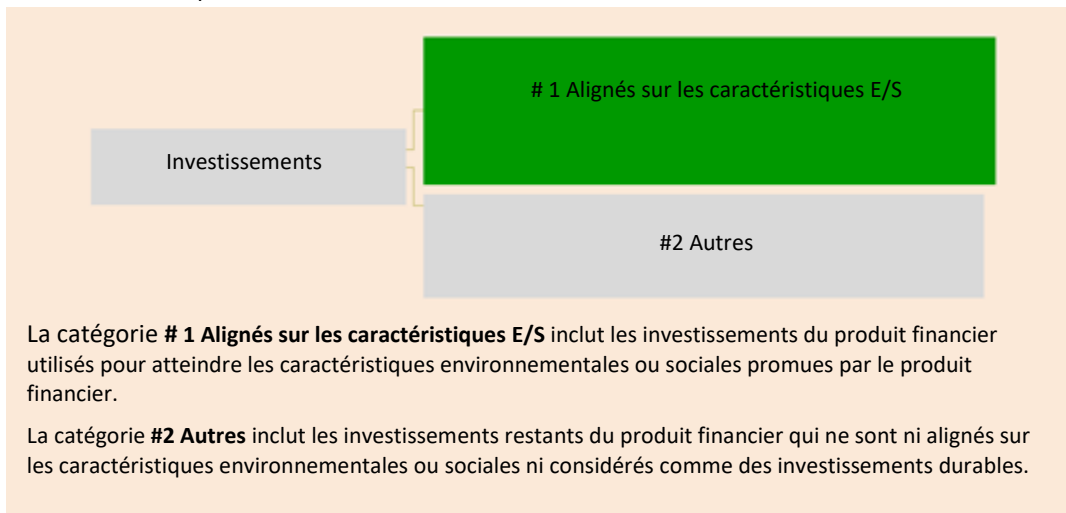 # 1 Alignés sur les caractéristiques E/S
Investissements
#2 Autres
La catégorie # 1 Alignés sur les caractéristiques E/S inclut les investissements du produit financier
utilisés pour atteindre les caractéristiques environnementales ou sociales promues par le produit
financier.
La catégorie #2 Autres inclut les investissements restants du produit financier qui ne sont ni alignés sur
les caractéristiques environnementales ou sociales ni considérés comme des investissements durables.